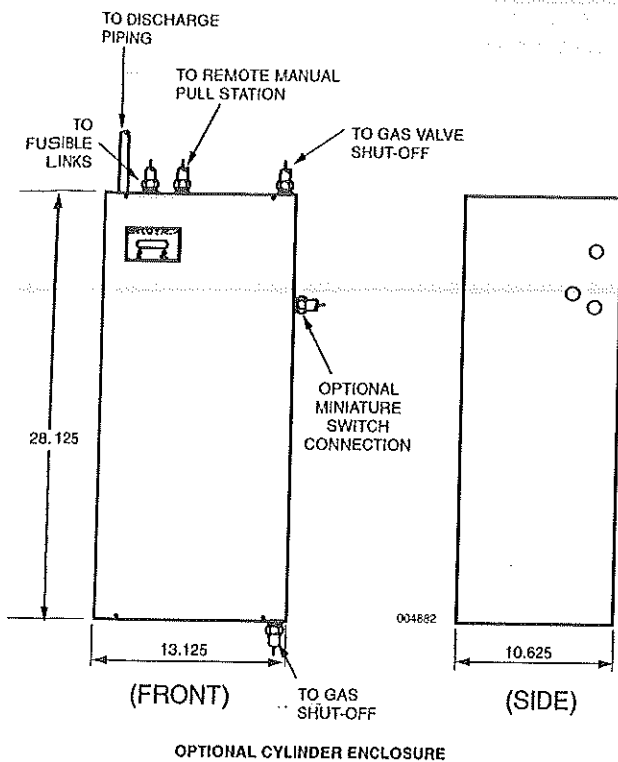 TO DISCHARGE
PIPING
TO REMOTE MANUAL
PULL STATION
TO
FUSIBLE
LINKS
TO GAS VALVE
SHUT-OFF
OPTIONAL
MINIATURE
SWITCH
CONNECTION
28.125
004882
13.125
10.625
(FRONT)
TO GAS
SHUT-OFF
(SIDE)
OPTIONAL CYLINDER ENCLOSURE